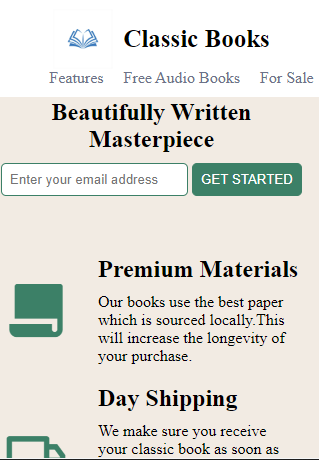 Classic Books
Features Free Audio Books For Sale
Beautifully Written
Masterpiece
Enter your email address GET STARTED
Premium Materials
Our books use the best paper
which is sourced locally.This
will increase the longevity of
your purchase.
Day Shipping
We make sure you receive
your classic book as soon as